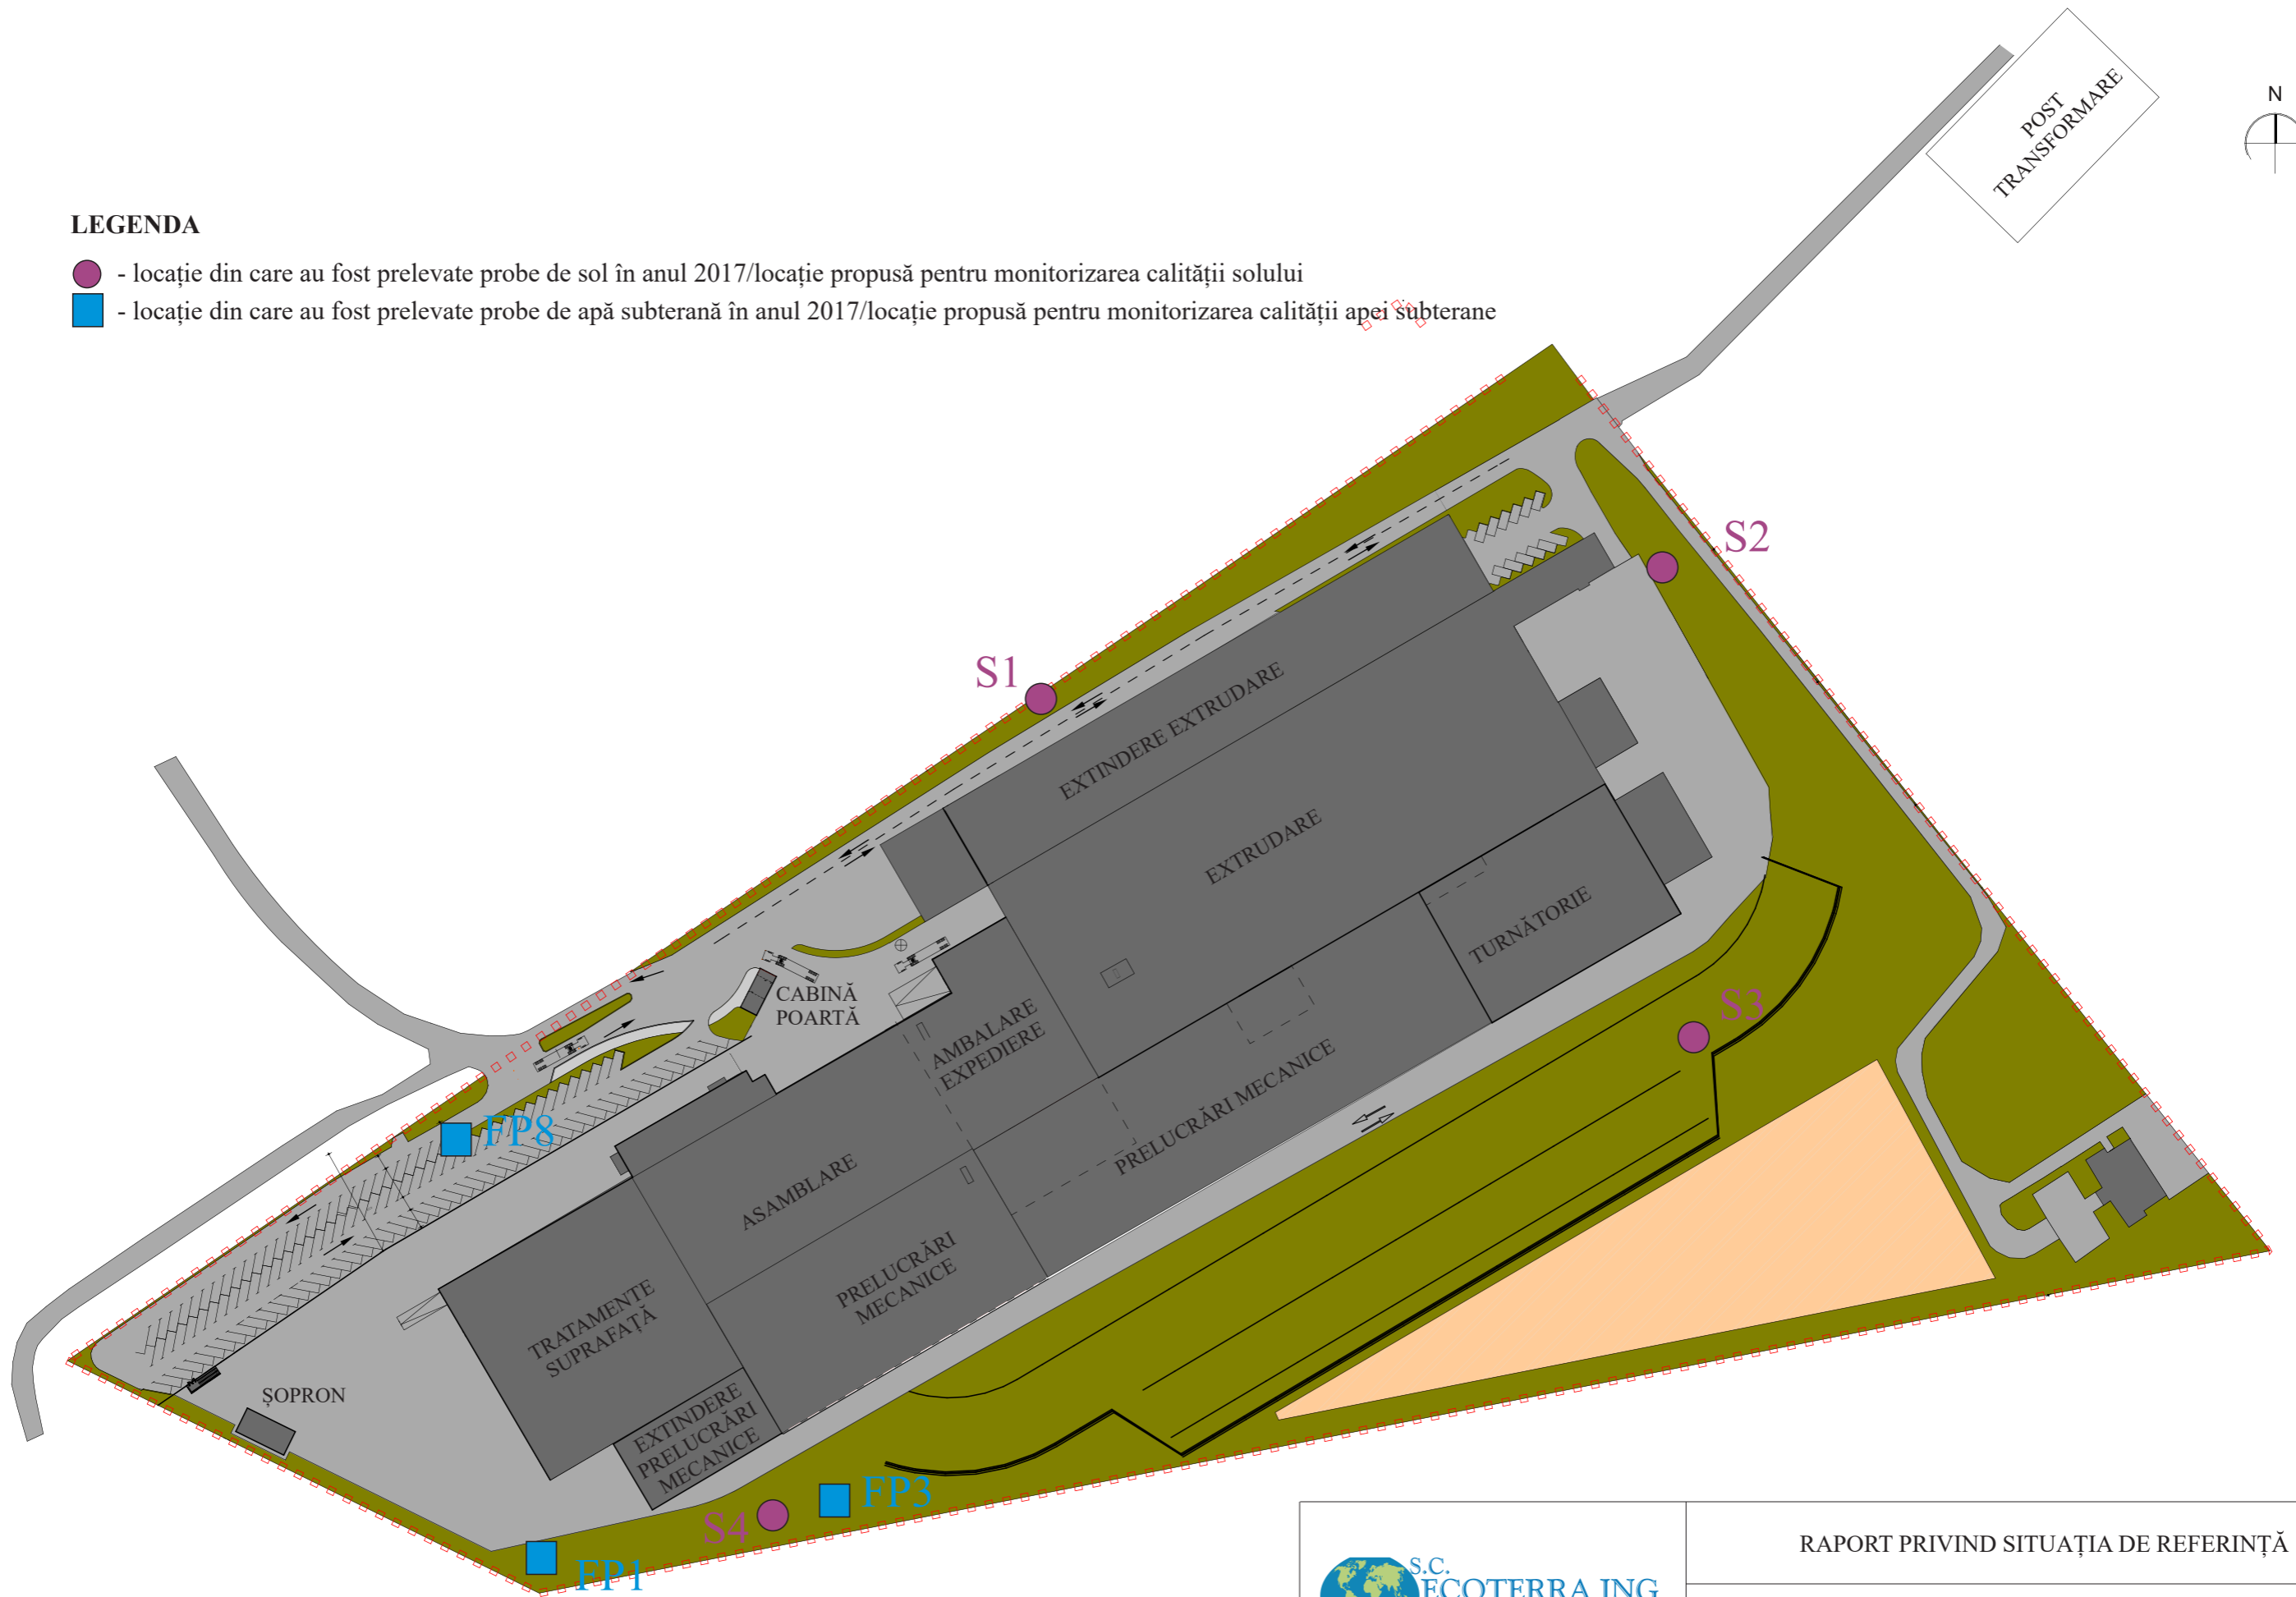 POST
TRANSFORMARE
N
LEGENDA
- locație din care au fost prelevate probe de sol în anul 2017/locație propusă pentru monitorizarea calității solului
- locație din care au fost prelevate probe de apă subterană în anul 2017/locație propusă pentru monitorizarea calității apei subterane
S2
S1
EXTINDERE EXTRUDARE
EXTRUDARE
TURNĂTORIE
CABINĂ
POARTĂ
AMBALARE
EXPEDIERE
S3
PRELUCRĂRI MECANICE
FP8
ASAMBLARE
PRELUCRĂRI
MECANICE
TRATAMENTE
SUPRAFAȚĂ
ȘOPRON
EXTINDERE
PRELUCRĂRI
MECANICE
FP3
S4
FP1
RAPORT PRIVIND SITUAȚIA DE REFERINȚĂ
S.C.
ECOTERRA ING